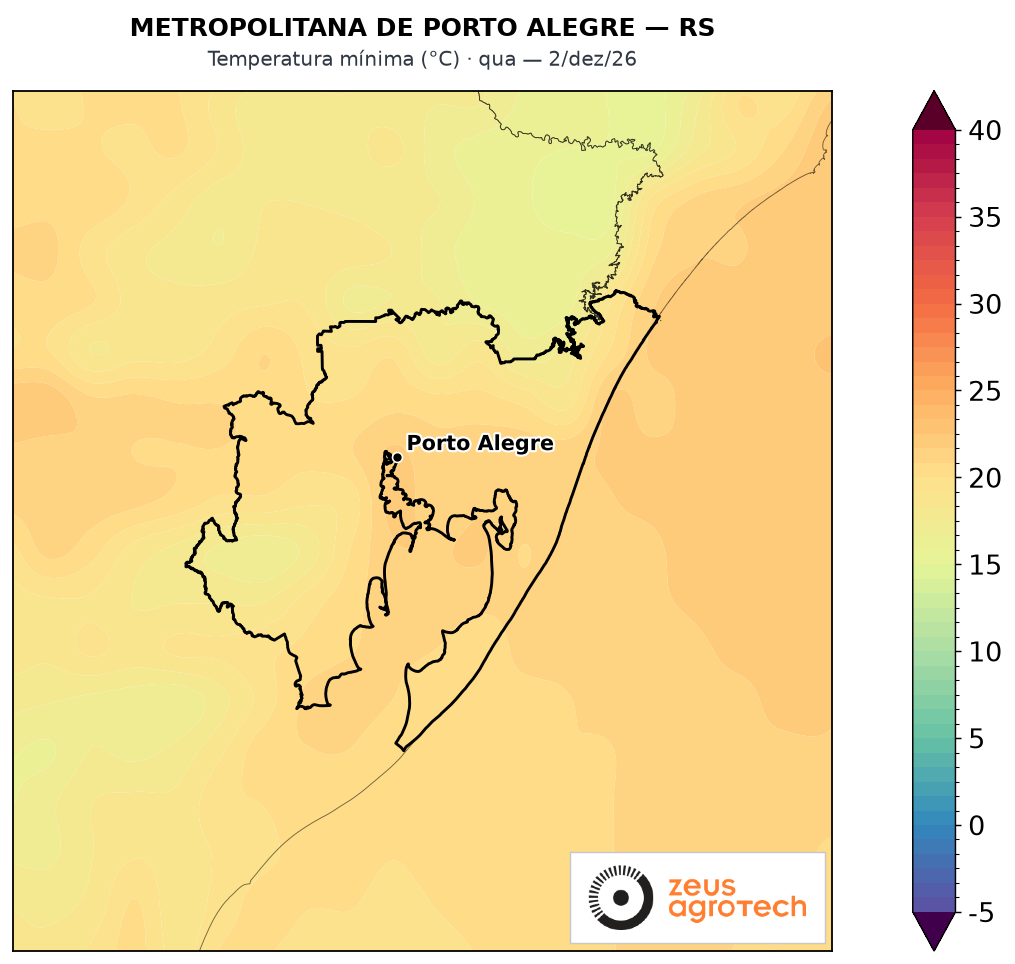 METROPOLITANA DE PORTO ALEGRE — RS
Temperatura mínima (°C) · qua — 2/dez/26
Porto Alegre
40
35
30
25
20
15
10
5
0
-5
zeus
agrotech